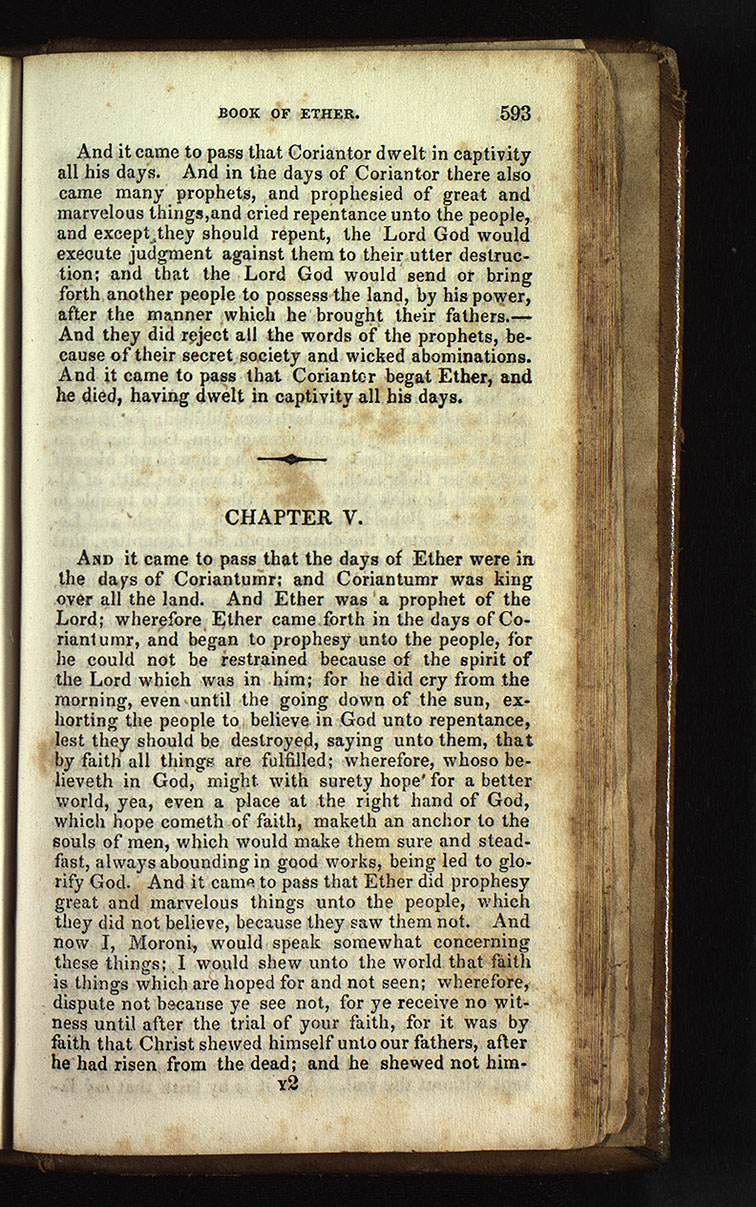 BOOK OF ETHER. 593
And it came to pass that Coriantor dwelt in captivity
all his days. And in the days of Coriantor there also
came many prophets, and prophesied of great and
marvelous things,and cried repentance unto the people,
and except they should repent, the Lord God would
execute judgment against them to their utter destruc-
tion; and that the Lord God would send or bring
forth another people to possess the land, by his power,
after the manner which he brought their fathers.—
And they did reject all the words of the prophets, be-
cause of their secret society and wicked abominations.
And it came to pass that Coriantor begat Ether, and
he died, having dwelt in captivity all his days.
CHAPTER V.
AND it came to pass that the days of Ether were in
the days of Coriantumr; and Coriantumr was king
over all the land. And Ether was a prophet of the
Lord; wherefore Ether came forth in the days of Co-
riantumr, and began to prophesy unto the people, for
he could not be restrained because of the spirit of
the Lord which was in him; for he did cry from the
morning, even until the going down of the sun, ex-
horting the people to believe in God unto repentance,
lest they should be destroyed, saying unto them, that
by faith all things are fulfilled; wherefore, whoso be-
lieveth in God, might with surety hope for a better
world, yea, even a place at the right hand of God,
which hope cometh of faith, maketh an anchor to the
souls of men, which would make them sure and stead-
fast, always abounding in good works, being led to glo-
rify God. And it came to pass that Ether did prophesy
great and marvelous things unto the people, which
they did not believe, because they saw them not. And
now I, Moroni, would speak somewhat concerning
these things; I would shew unto the world that faith
is things which are hoped for and not seen; wherefore,
dispute not because ye see not, for ye receive no wit-
ness until after the trial of your faith, for it was by
faith that Christ shewed himself unto our fathers, after
he had risen from the dead; and he shewed not him-
Y2